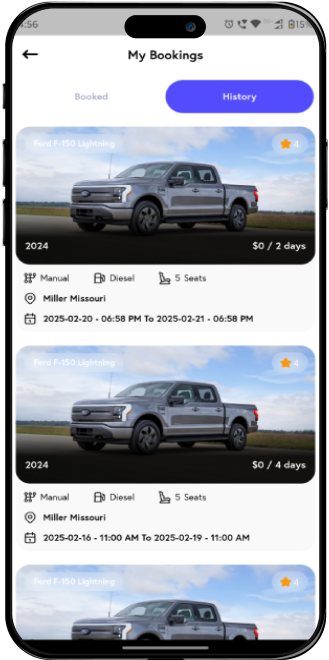 :56
15
My Bookings
Booked
History
Ford F-150 Lightning
4
2024
$0 / 2 days
Manual
Diesel
5 Seats
Miller Missouri
2025-02-20 - 06:58 PM To 2025-02-21 - 06:58 PM
Ford F-150 Lightning
4
2024
$0 / 4 days
Manual
Diesel
5 Seats
Miller Missouri
2025-02-16 - 11:00 AM To 2025-02-19 - 11:00 AM
Ford F-150 Lightning
4